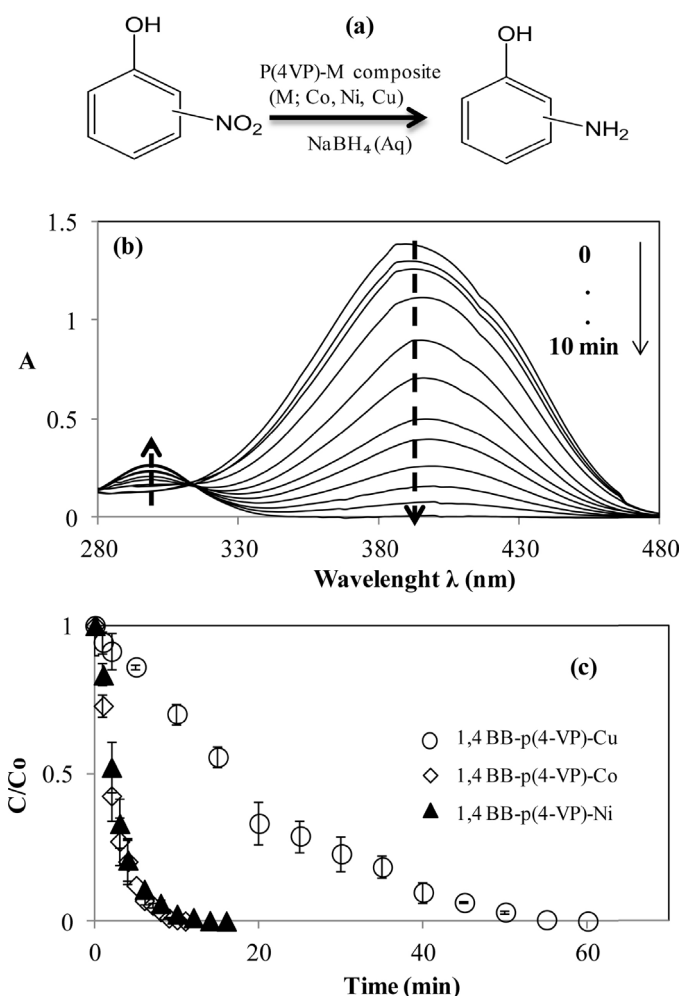 (a)
OH
NO2
P(4VP)-M composite
(M; Co, Ni, Cu)
NaBH4 (Aq)
OH
NH2
(b)
A
1.5
1
0.5
0
280
330
380
430
480
Wavelenght λ (nm)
0
.
.
10 min
(c)
C/Co
1
0.5
0
0
20
40
60
Time (min)
1,4 BB-p(4-VP)-Cu
1,4 BB-p(4-VP)-Co
1,4 BB-p(4-VP)-Ni